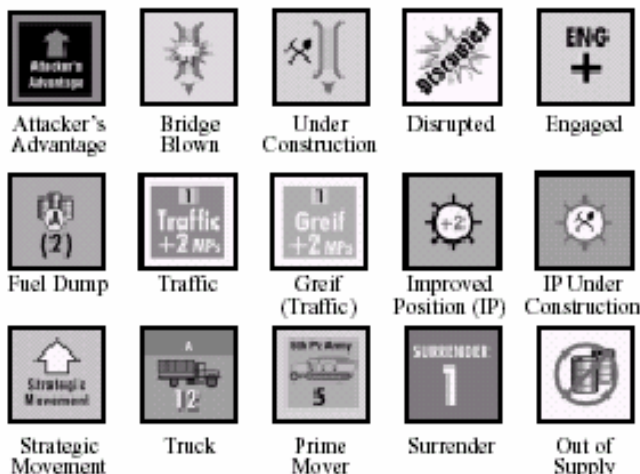 Attacker's
Advantage
DISRUPTED
ENG
+
Attacker's
Advantage
Bridge
Blown
Under
Construction
Disrupted
Engaged
(2)
1
Traffic
+2 MPs
1
Greif
+2 MPs
+2
Fuel Dump
Traffic
Greif
(Traffic)
Improved
Position (IP)
IP Under
Construction
Strategic
Movement
A
12
6th Pz Army
5
SURRENDER
1
Strategic
Movement
Truck
Prime
Mover
Surrender
Out of
Supply